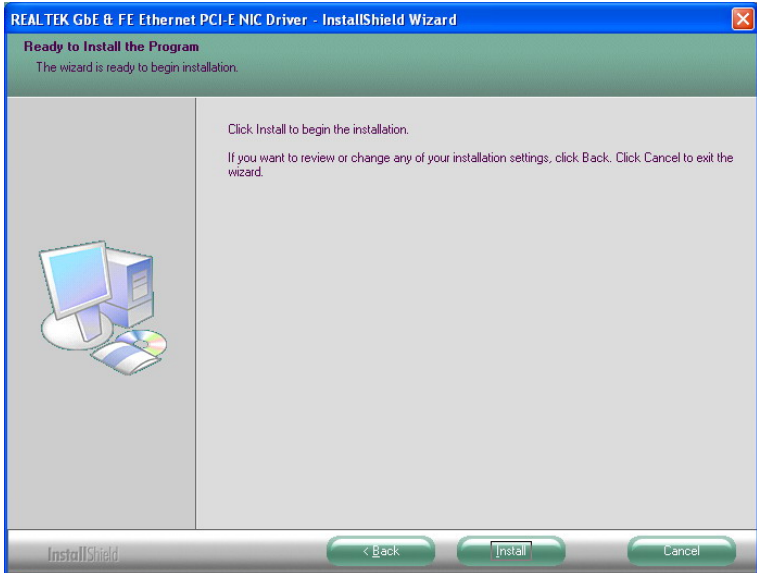 REALTEK GbE & FE Ethernet PCI-E NIC Driver - InstallShield Wizard
Ready to Install the Program
The wizard is ready to begin installation.
Click Install to begin the installation.
If you want to review or change any of your installation settings, click Back. Click Cancel to exit the
wizard.
InstallShield
< Back
Install
Cancel